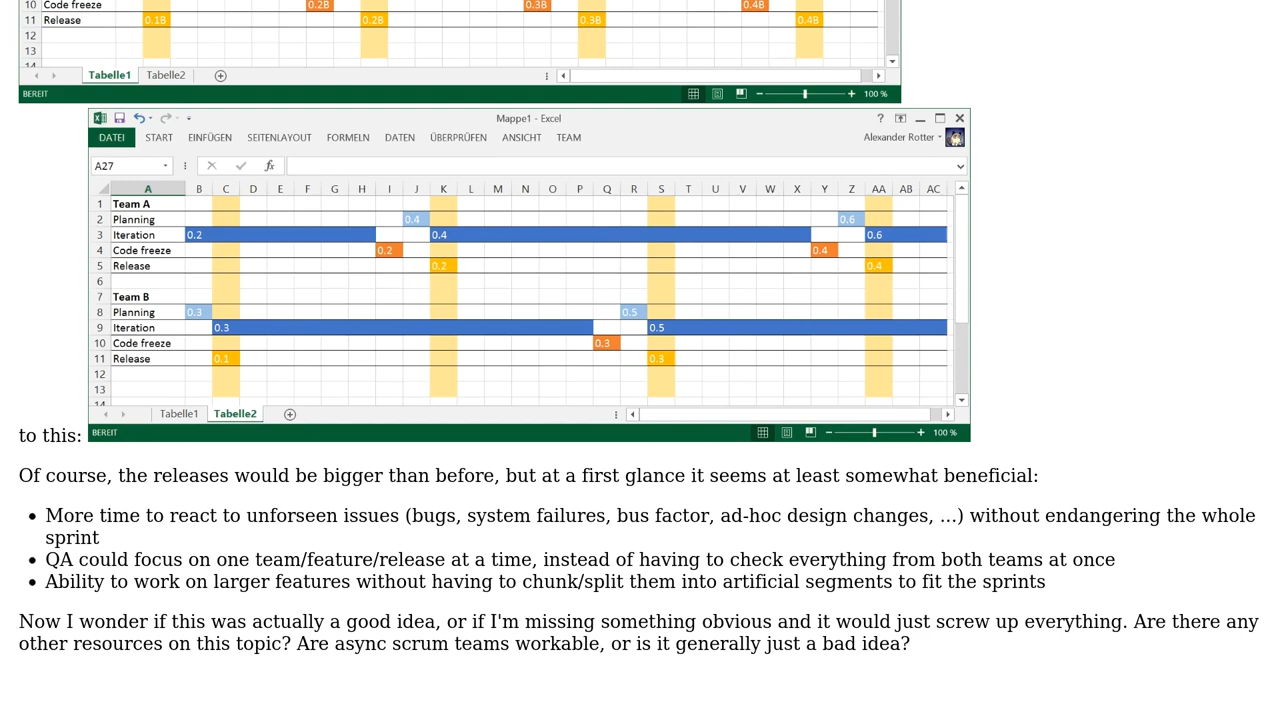 10 Code freeze 0.2B 0.3B 0.4B
11 Release 0.1B 0.2B 0.3B 0.4B
12
13
14
Tabelle1 Tabelle2
BEREIT 100 %
Mappe1 - Excel
DATEI START EINFÜGEN SEITENLAYOUT FORMELN DATEN ÜBERPRÜFEN ANSICHT TEAM Alexander Rotter
A27 fx
A B C D E F G H I J K L M N O P Q R S T U V W X Y Z AA AB AC
1 Team A
2 Planning 0.4 0.6
3 Iteration 0.2 0.4 0.6
4 Code freeze 0.2 0.4
5 Release 0.2 0.4
6
7 Team B
8 Planning 0.3 0.5
9 Iteration 0.3 0.5
10 Code freeze 0.3
11 Release 0.1 0.3
12
13
14
Tabelle1 Tabelle2
to this: BEREIT 100 %
Of course, the releases would be bigger than before, but at a first glance it seems at least somewhat beneficial:
• More time to react to unforseen issues (bugs, system failures, bus factor, ad-hoc design changes, ...) without endangering the whole
sprint
• QA could focus on one team/feature/release at a time, instead of having to check everything from both teams at once
• Ability to work on larger features without having to chunk/split them into artificial segments to fit the sprints
Now I wonder if this was actually a good idea, or if I'm missing something obvious and it would just screw up everything. Are there any
other resources on this topic? Are async scrum teams workable, or is it generally just a bad idea?